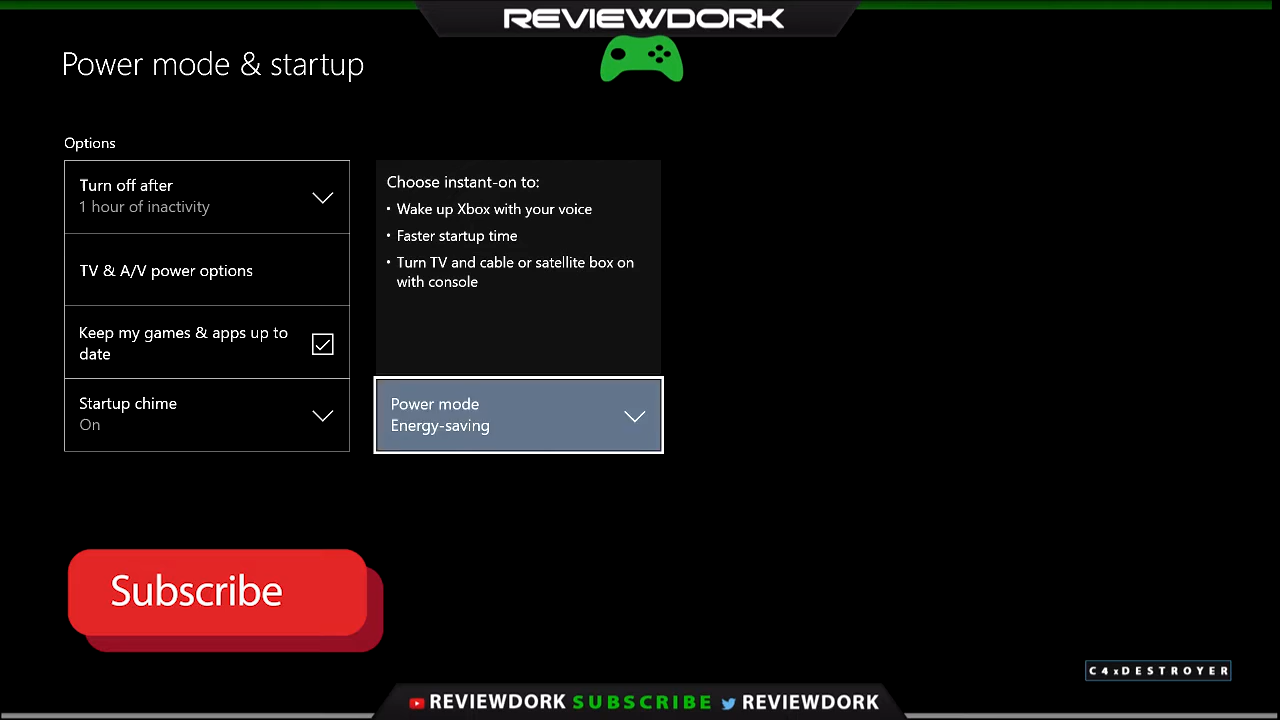 REVIEWDORK
Power mode & startup
Options
Turn off after
1 hour of inactivity
TV & A/V power options
Keep my games & apps up to
date
Startup chime
On
Choose instant-on to:
• Wake up Xbox with your voice
• Faster startup time
• Turn TV and cable or satellite box on
with console
Power mode
Energy-saving
Subscribe
C4xDESTROYER
REVIEWDORK SUBSCRIBE REVIEWDORK